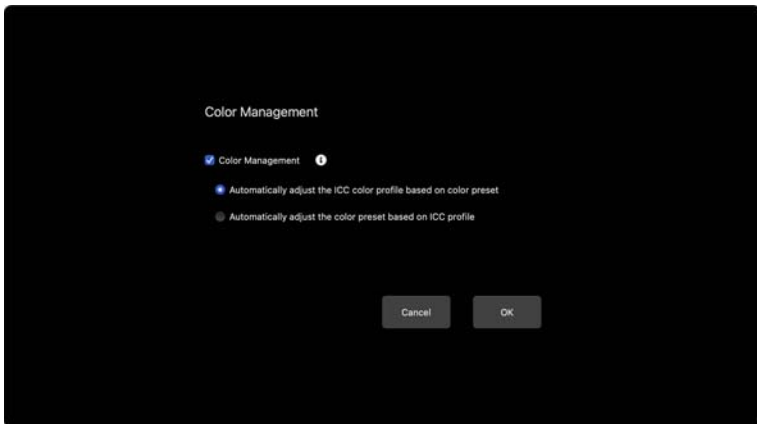 Color Management
Color Management
Automatically adjust the ICC color profile based on color preset
Automatically adjust the color preset based on ICC profile
Cancel
OK